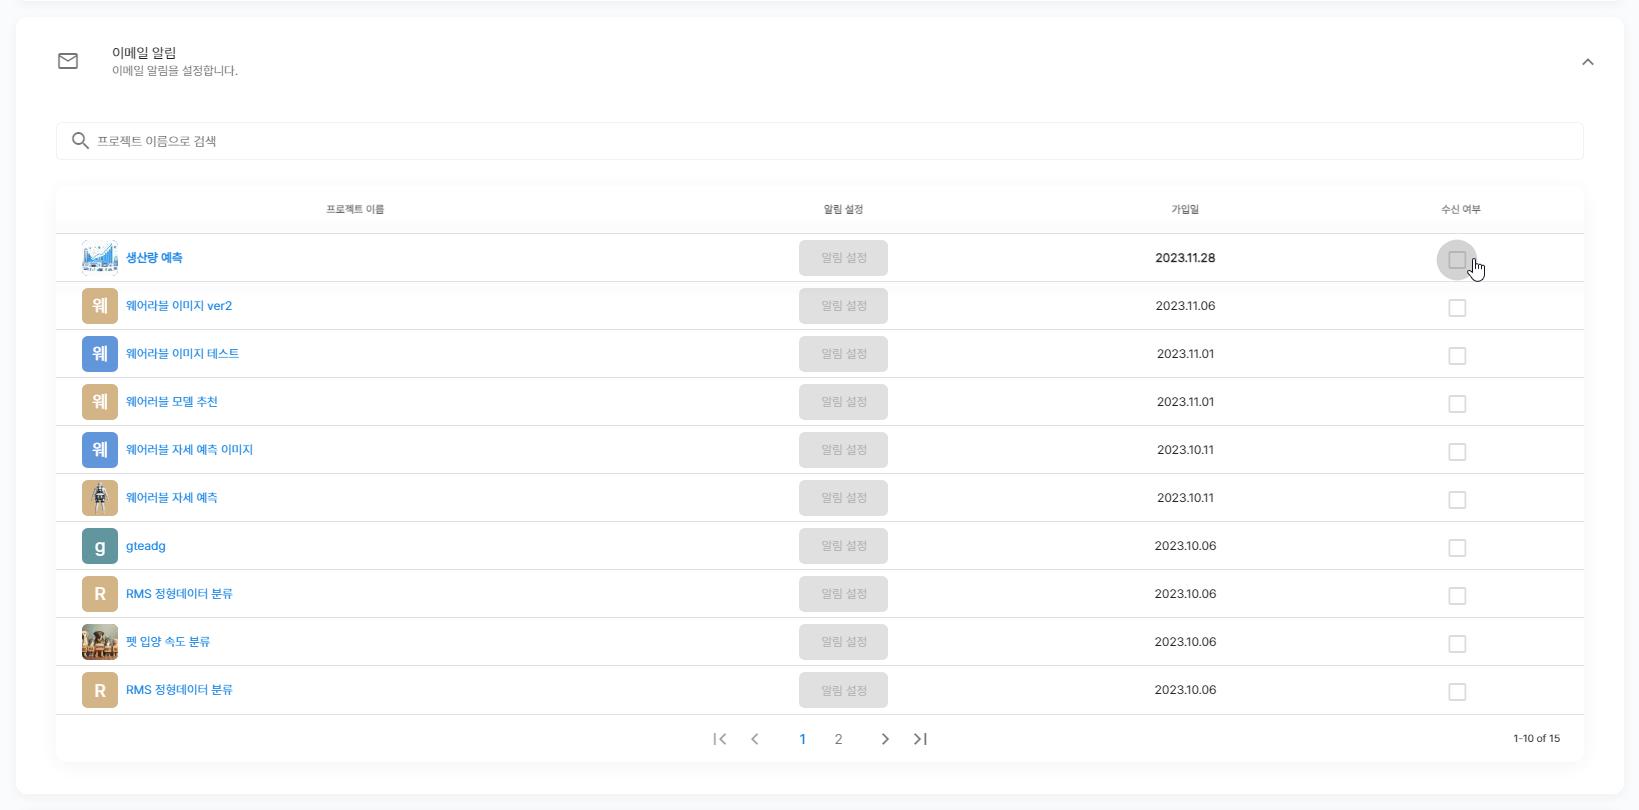 이메일 알림
이메일 알림을 설정합니다.
프로젝트 이름으로 검색
프로젝트 이름 알림 설정 가입일 수신 여부
생산량 예측 알림 설정 2023.11.28
웨 웨어라블 이미지 ver2 알림 설정 2023.11.06
웨 웨어라블 이미지 테스트 알림 설정 2023.11.01
웨 웨어러블 모델 추천 알림 설정 2023.11.01
웨 웨어러블 자세 예측 이미지 알림 설정 2023.10.11
웨어러블 자세 예측 알림 설정 2023.10.11
g gteadg 알림 설정 2023.10.06
R RMS 정형데이터 분류 알림 설정 2023.10.06
펫 입양 속도 분류 알림 설정 2023.10.06
R RMS 정형데이터 분류 알림 설정 2023.10.06
1 2 1-10 of 15